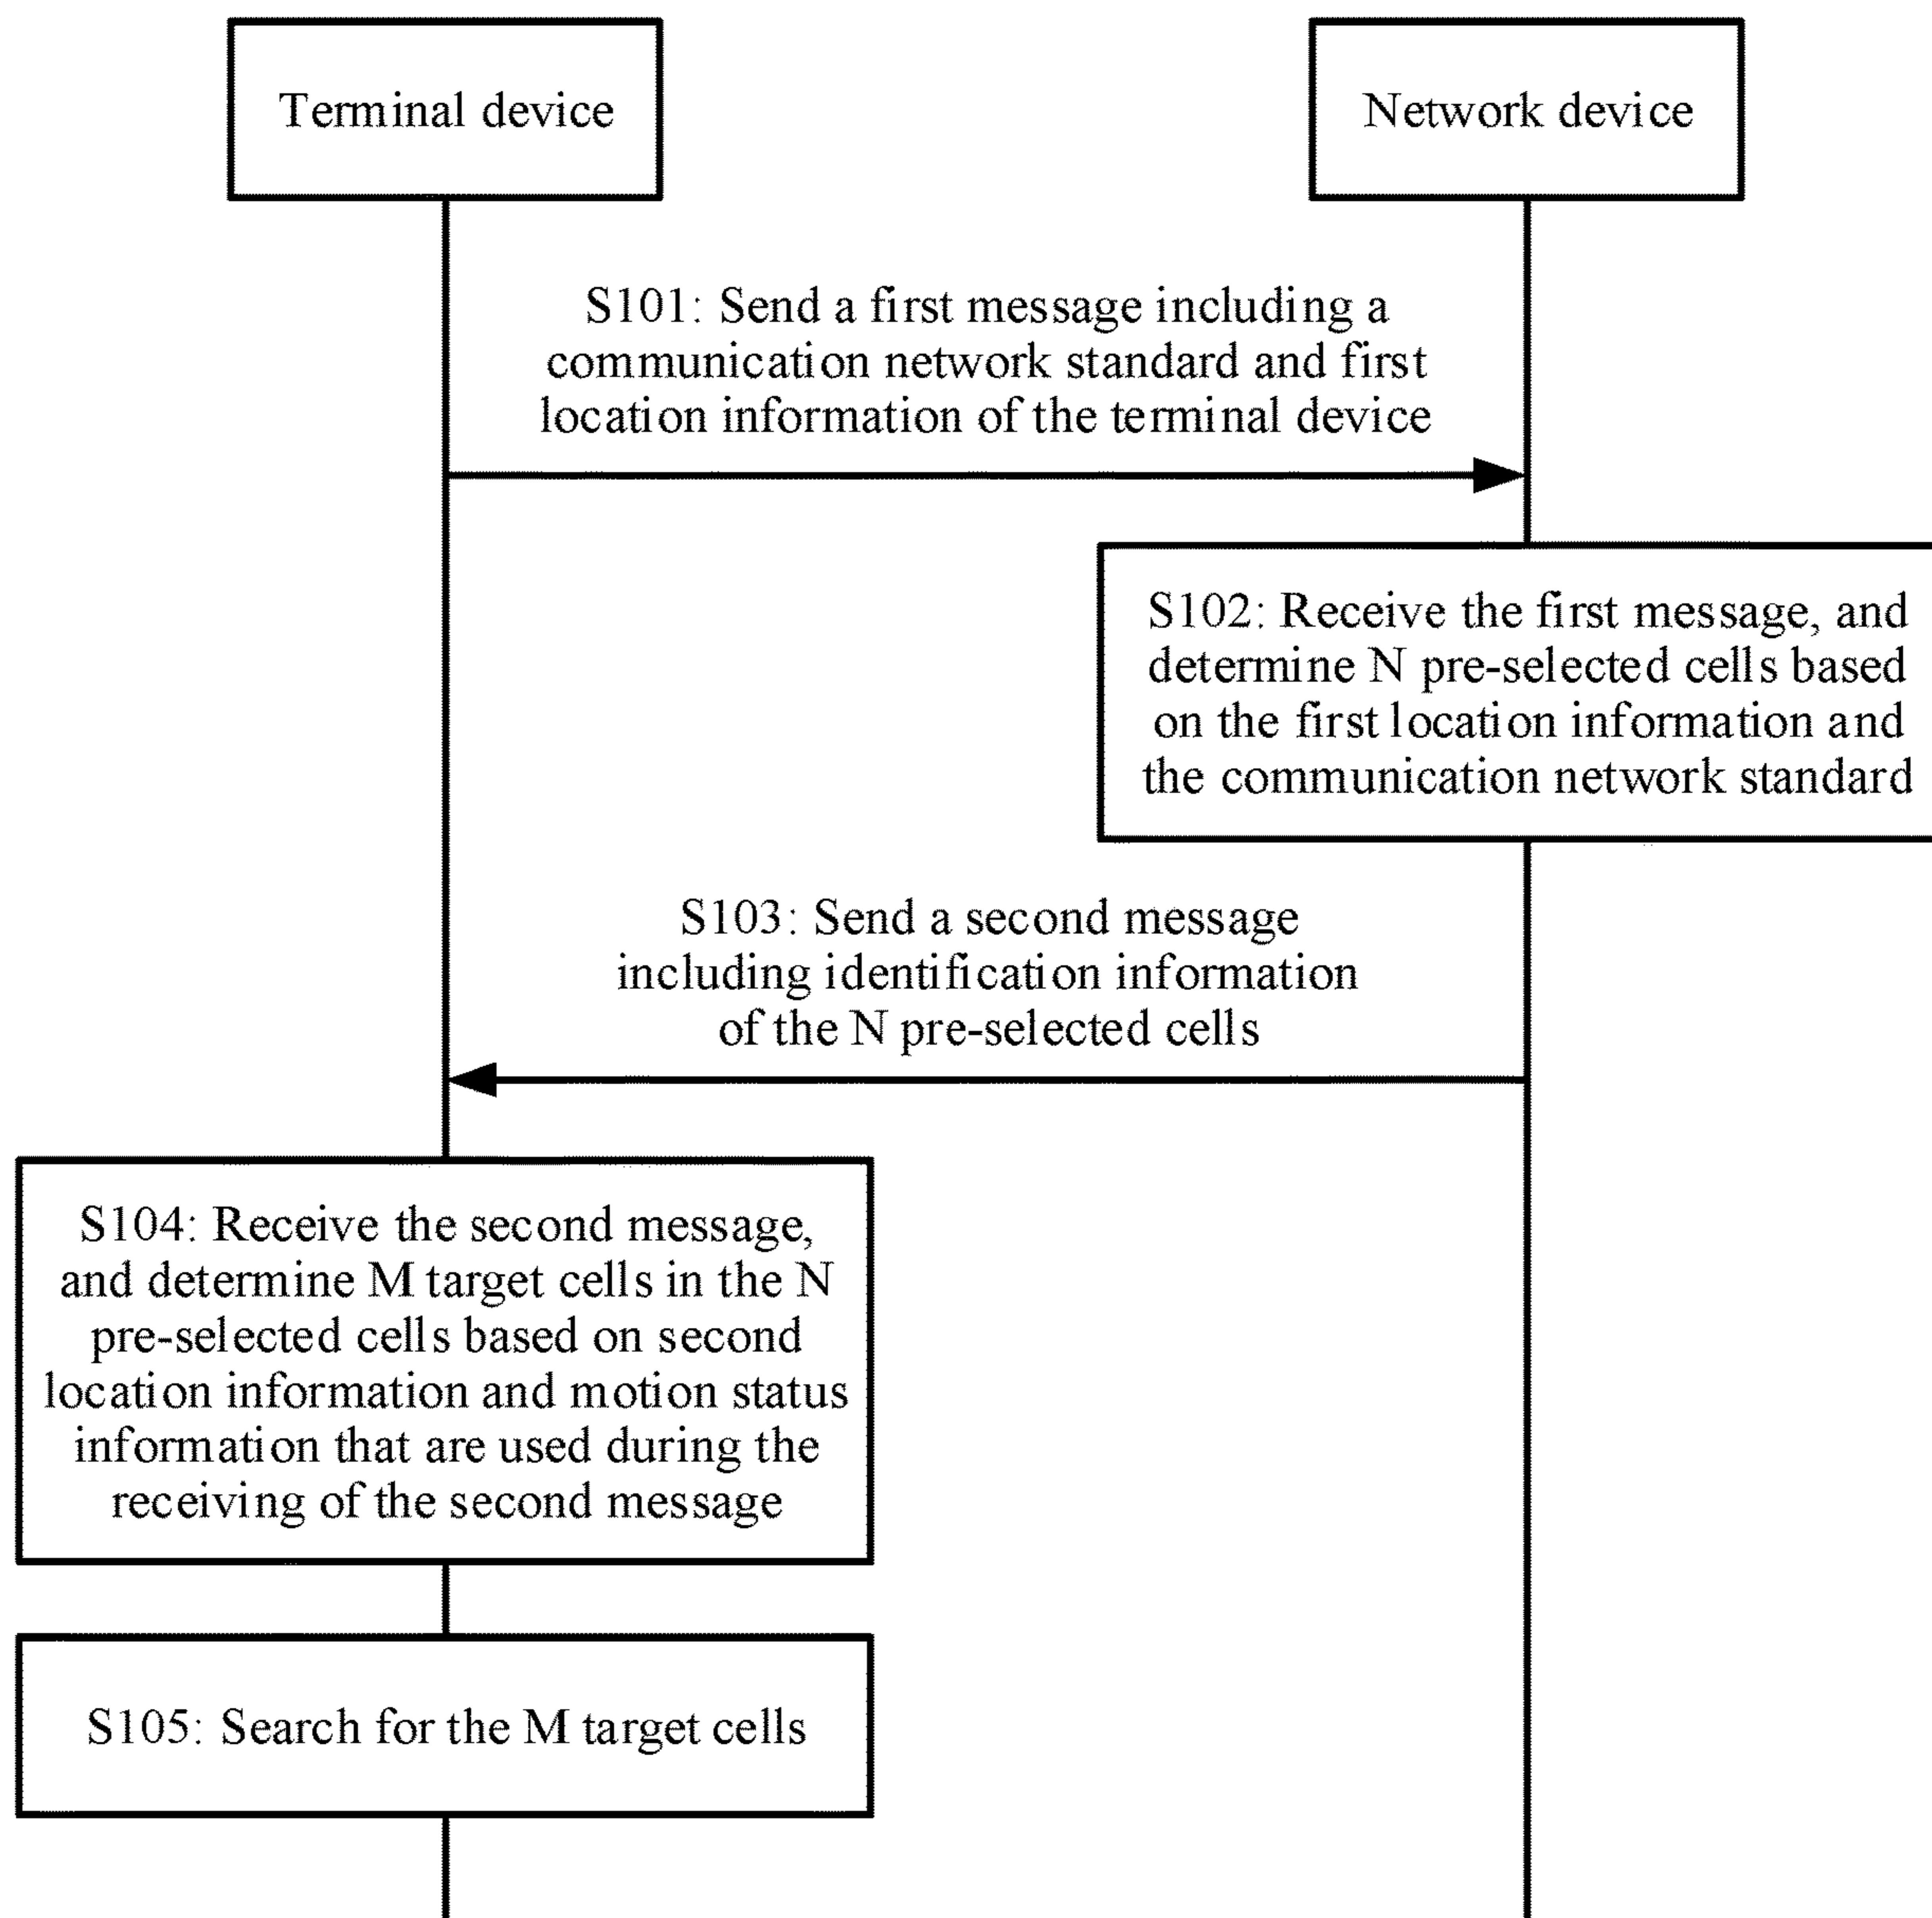 Terminal device
Network device
S101: Send a first message including a
communication network standard and first
location information of the terminal device
S102: Receive the first message, and
determine N pre-selected cells based
on the first location information and
the communication network standard
S103: Send a second message
including identification information
of the N pre-selected cells
S104: Receive the second message,
and determine M target cells in the N
pre-selected cells based on second
location information and motion status
information that are used during the
receiving of the second message
S105: Search for the M target cells